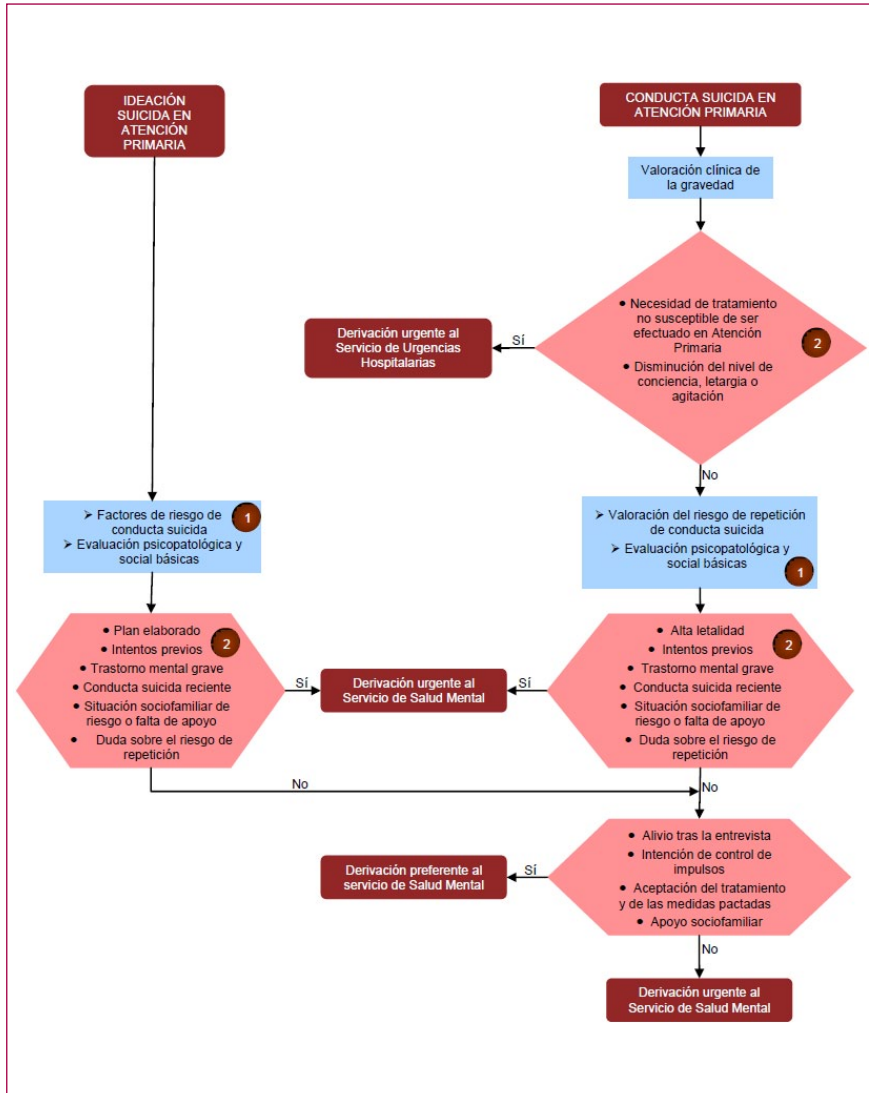 IDEACIÓN
SUICIDA EN
ATENCIÓN
PRIMARIA
CONDUCTA SUICIDA EN
ATENCIÓN PRIMARIA
Valoración clínica de
la gravedad
● Necesidad de tratamiento
no susceptible de ser
efectuado en Atención
Primaria
● Disminución del nivel de
conciencia, letargia o
agitación
2
Sí
Derivación urgente al
Servicio de Urgencias
Hospitalarias
No
➢ Factores de riesgo de
conducta suicida
➢ Evaluación psicopatológica y
social básicas
1
➢ Valoración del riesgo de repetición
de conducta suicida
➢ Evaluación psicopatológica y
social básicas
1
● Plan elaborado
● Intentos previos
● Trastorno mental grave
● Conducta suicida reciente
● Situación sociofamiliar de
riesgo o falta de apoyo
● Duda sobre el riesgo de
repetición
2
Sí
Derivación urgente al
Servicio de Salud Mental
Sí
● Alta letalidad
● Intentos previos
● Trastorno mental grave
● Conducta suicida reciente
● Situación sociofamiliar de
riesgo o falta de apoyo
● Duda sobre el riesgo de
repetición
2
No
No
● Alivio tras la entrevista
● Intención de control de
impulsos
● Aceptación del tratamiento
y de las medidas pactadas
● Apoyo sociofamiliar
Sí
Derivación preferente al
servicio de Salud Mental
No
Derivación urgente al
Servicio de Salud Mental